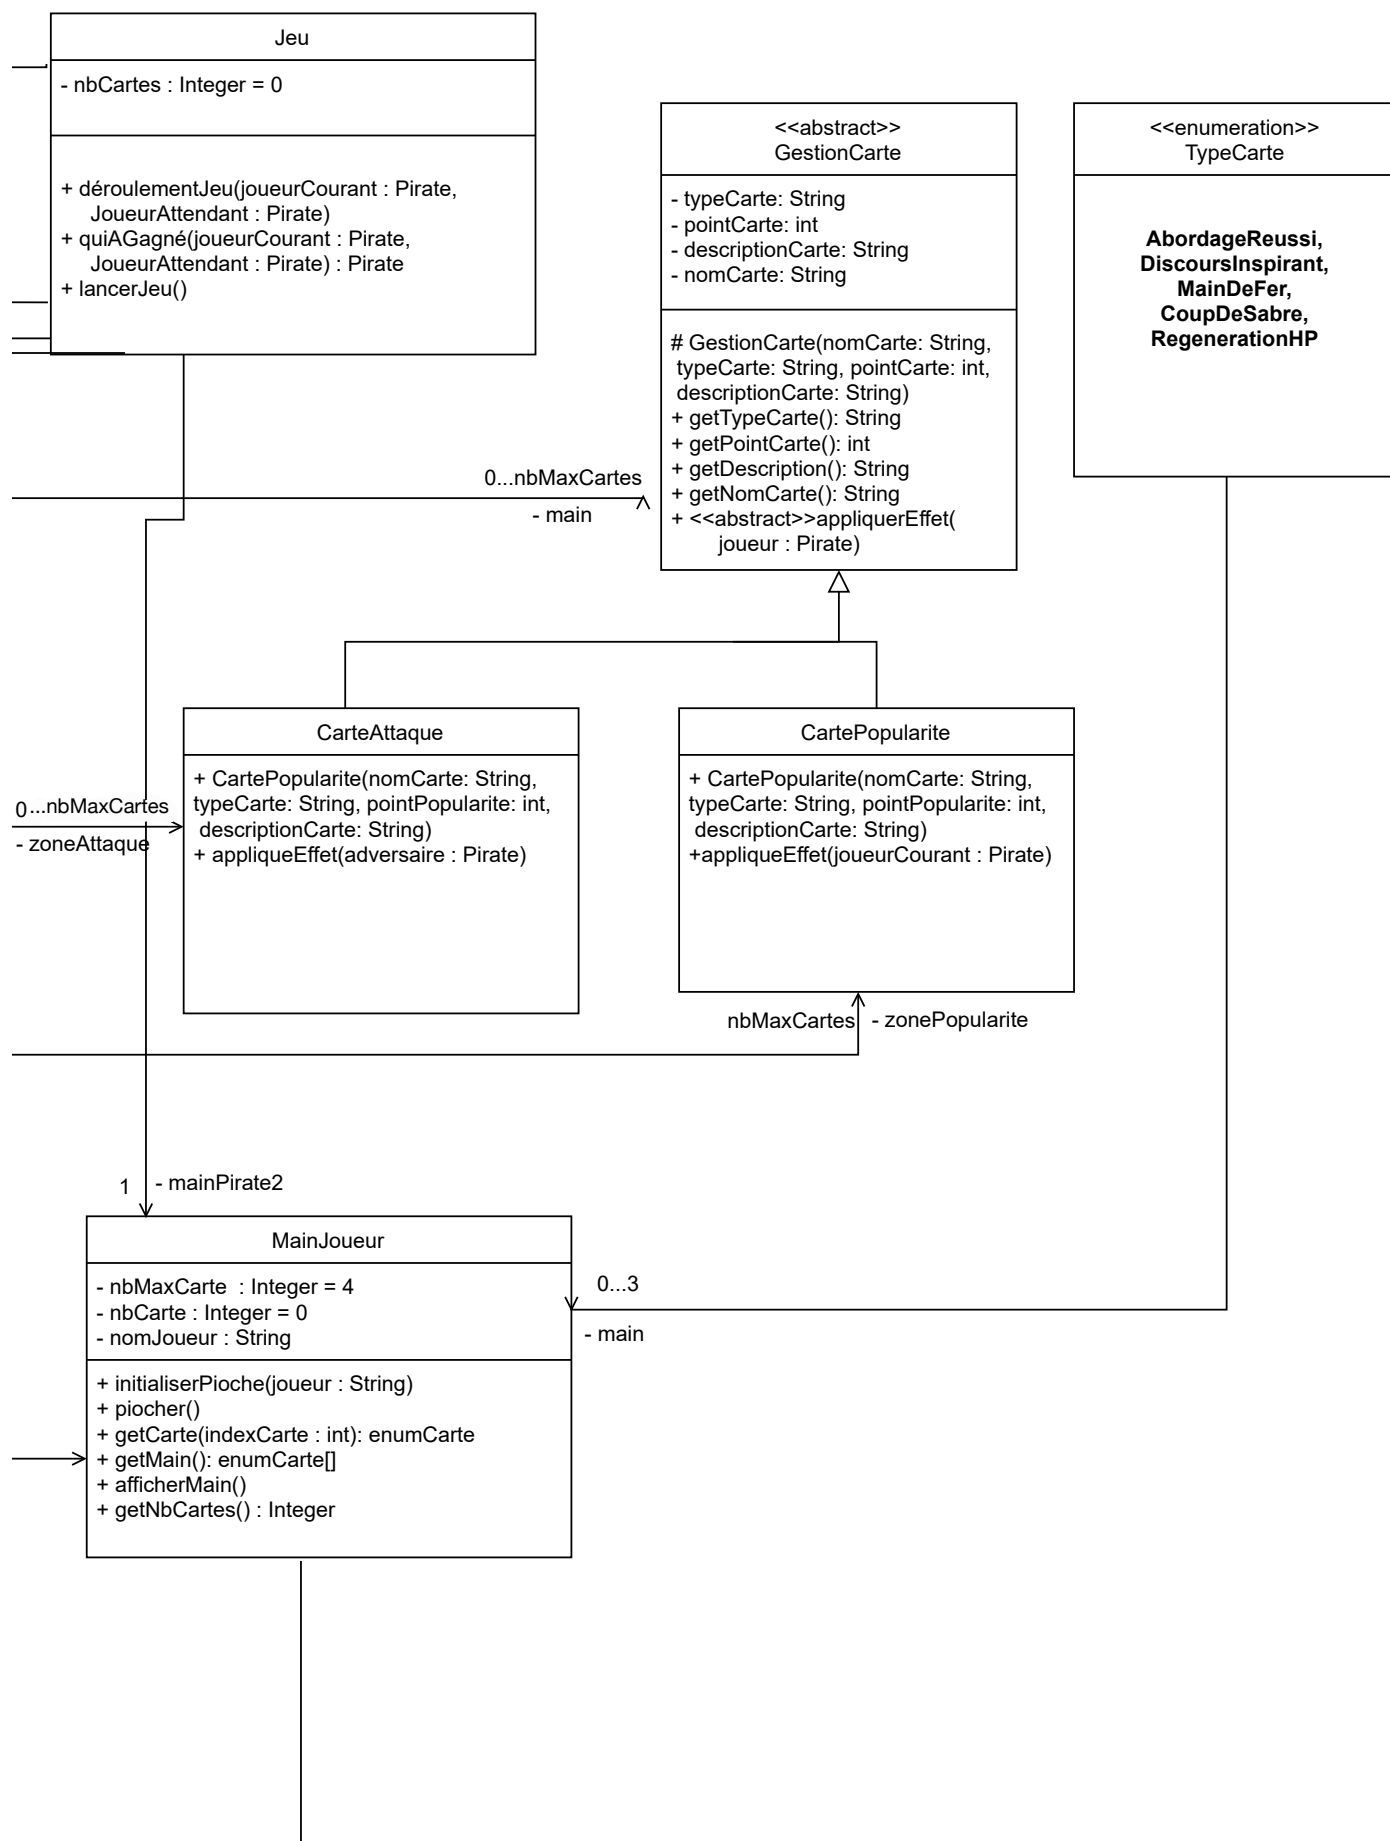 Jeu
- nbCartes : Integer = 0
+ déroulementJeu(joueurCourant : Pirate,
JoueurAttendant : Pirate)
+ quiAGagné(joueurCourant : Pirate,
JoueurAttendant : Pirate) : Pirate
+ lancerJeu()
<<abstract>>
GestionCarte
- typeCarte: String
- pointCarte: int
- descriptionCarte: String
- nomCarte: String
# GestionCarte(nomCarte: String,
typeCarte: String, pointCarte: int,
descriptionCarte: String)
+ getTypeCarte(): String
+ getPointCarte(): int
+ getDescription(): String
+ getNomCarte(): String
+ <<abstract>>appliquerEffet(
joueur : Pirate)
<<enumeration>>
TypeCarte
AbordageReussi,
DiscoursInspirant,
MainDeFer,
CoupDeSabre,
RegenerationHP
0...nbMaxCartes
- main
CarteAttaque
+ CartePopularite(nomCarte: String,
typeCarte: String, pointPopularite: int,
descriptionCarte: String)
+ appliqueEffet(adversaire : Pirate)
CartePopularite
+ CartePopularite(nomCarte: String,
typeCarte: String, pointPopularite: int,
descriptionCarte: String)
+appliqueEffet(joueurCourant : Pirate)
0...nbMaxCartes
- zoneAttaque
nbMaxCartes
- zonePopularite
1
- mainPirate2
MainJoueur
- nbMaxCarte : Integer = 4
- nbCarte : Integer = 0
- nomJoueur : String
+ initialiserPioche(joueur : String)
+ piocher()
+ getCarte(indexCarte : int): enumCarte
+ getMain(): enumCarte[]
+ afficherMain()
+ getNbCartes() : Integer
0...3
- main